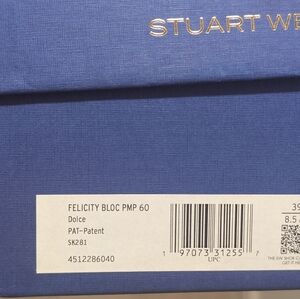 STUART WE
FELICITY BLOC PMP 60
Dolce
PAT-Patent
SK281
4512286040
1 97073 31255 7
UPC
39
8.5